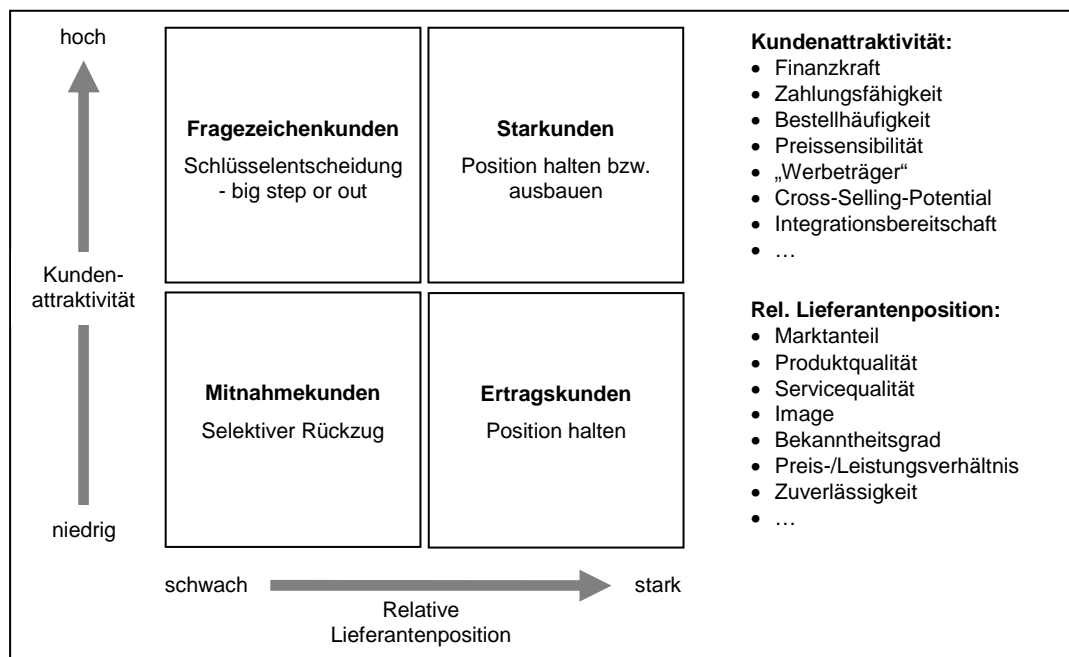 hoch
Kunden-
attraktivität
niedrig
Fragezeichenkunden
Schlüsselentscheidung
- big step or out
Starkunden
Position halten bzw.
ausbauen
Mitnahmekunden
Selektiver Rückzug
Ertragskunden
Position halten
schwach
stark
Relative
Lieferantenposition
Kundenattraktivität:
• Finanzkraft
• Zahlungsfähigkeit
• Bestellhäufigkeit
• Preissensibilität
• „Werbeträger“
• Cross-Selling-Potential
• Integrationsbereitschaft
• …
Rel. Lieferantenposition:
• Marktanteil
• Produktqualität
• Servicequalität
• Image
• Bekanntheitsgrad
• Preis-/Leistungsverhältnis
• Zuverlässigkeit
• …